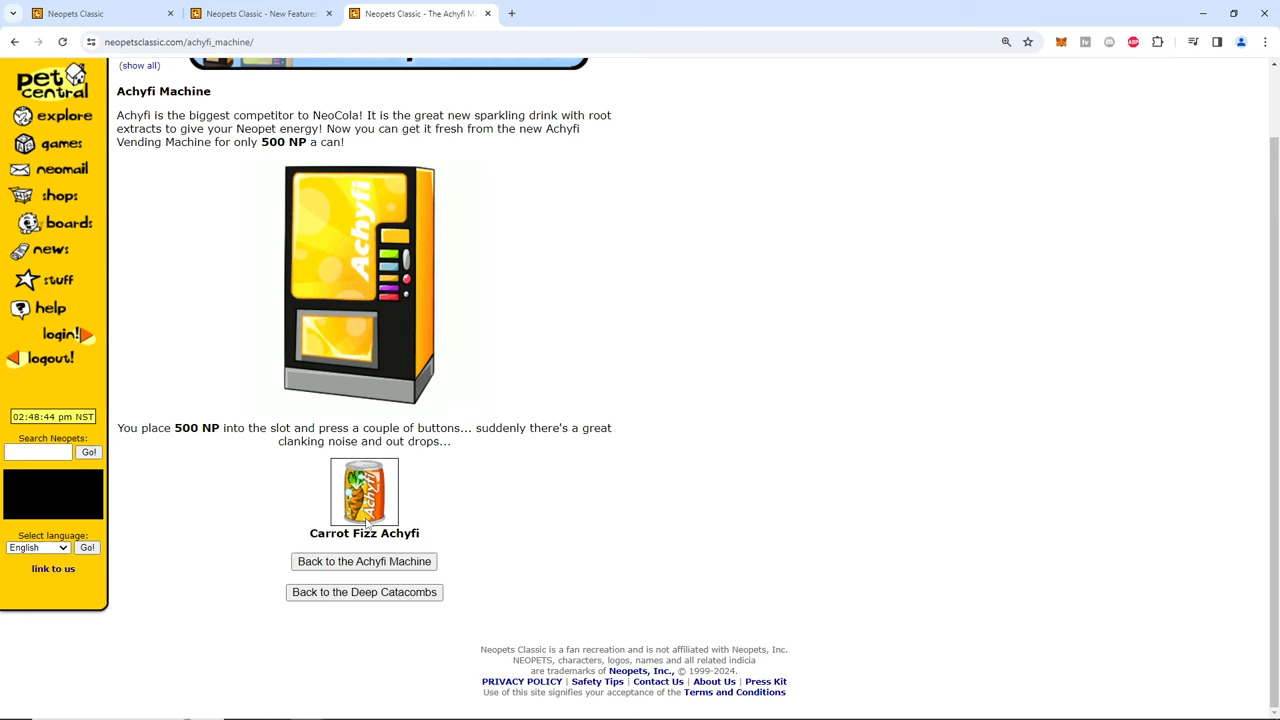 Neopets Classic
Neopets Classic - New Features
Neopets Classic - The Achyfi M
neopetsclassic.com/achyfi_machine/
pet central
explore
games
neomail
shops
boards
news
stuff
help
login!
logout!
02:48:44 pm NST
Search Neopets:
Go!
Select language:
English
Go!
link to us
(show all)
Achyfi Machine
Achyfi is the biggest competitor to NeoCola! It is the great new sparkling drink with root
extracts to give your Neopet energy! Now you can get it fresh from the new Achyfi
Vending Machine for only 500 NP a can!
Achyfi
You place 500 NP into the slot and press a couple of buttons... suddenly there's a great
clanking noise and out drops...
Achyfi
Carrot Fizz Achyfi
Back to the Achyfi Machine
Back to the Deep Catacombs
Neopets Classic is a fan recreation and is not affiliated with Neopets, Inc.
NEOPETS, characters, logos, names and all related indicia
are trademarks of Neopets, Inc., © 1999-2024.
PRIVACY POLICY | Safety Tips | Contact Us | About Us | Press Kit
Use of this site signifies your acceptance of the Terms and Conditions